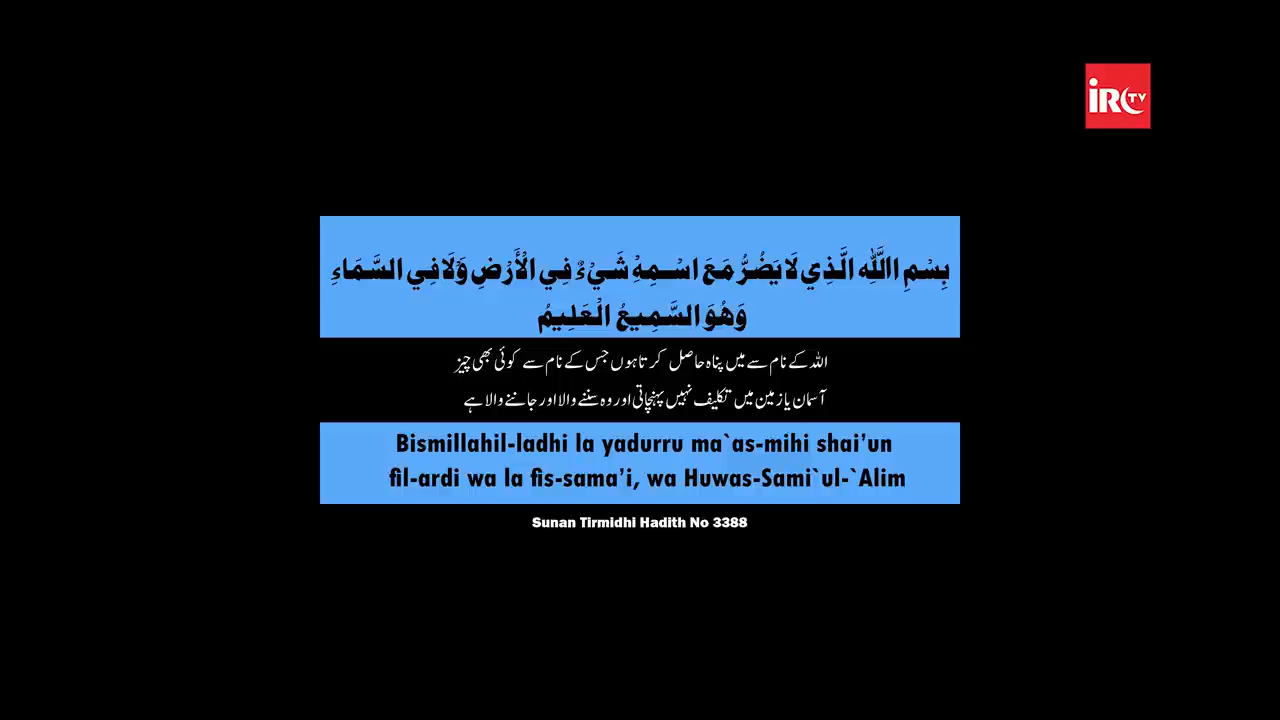 iRC TV
بِسْمِ اللَّهِ الَّذِي لَا يَضُرُّ مَعَ اسْمِهِ شَيْءٌ فِي الْأَرْضِ وَلَا فِي السَّمَاءِ
وَهُوَ السَّمِيعُ الْعَلِيمُ
اللہ کے نام سے میں پناہ حاصل کرتا ہوں جس کے نام سے کوئی بھی چیز
آسمان یا زمین میں تکلیف نہیں پہنچاتی اور وہ سننے والا اور جاننے والا ہے
Bismillahil-ladhi la yadurru ma`as-mihi shai’un
fil-ardi wa la fis-sama’i, wa Huwas-Sami`ul-`Alim
Sunan Tirmidhi Hadith No 3388